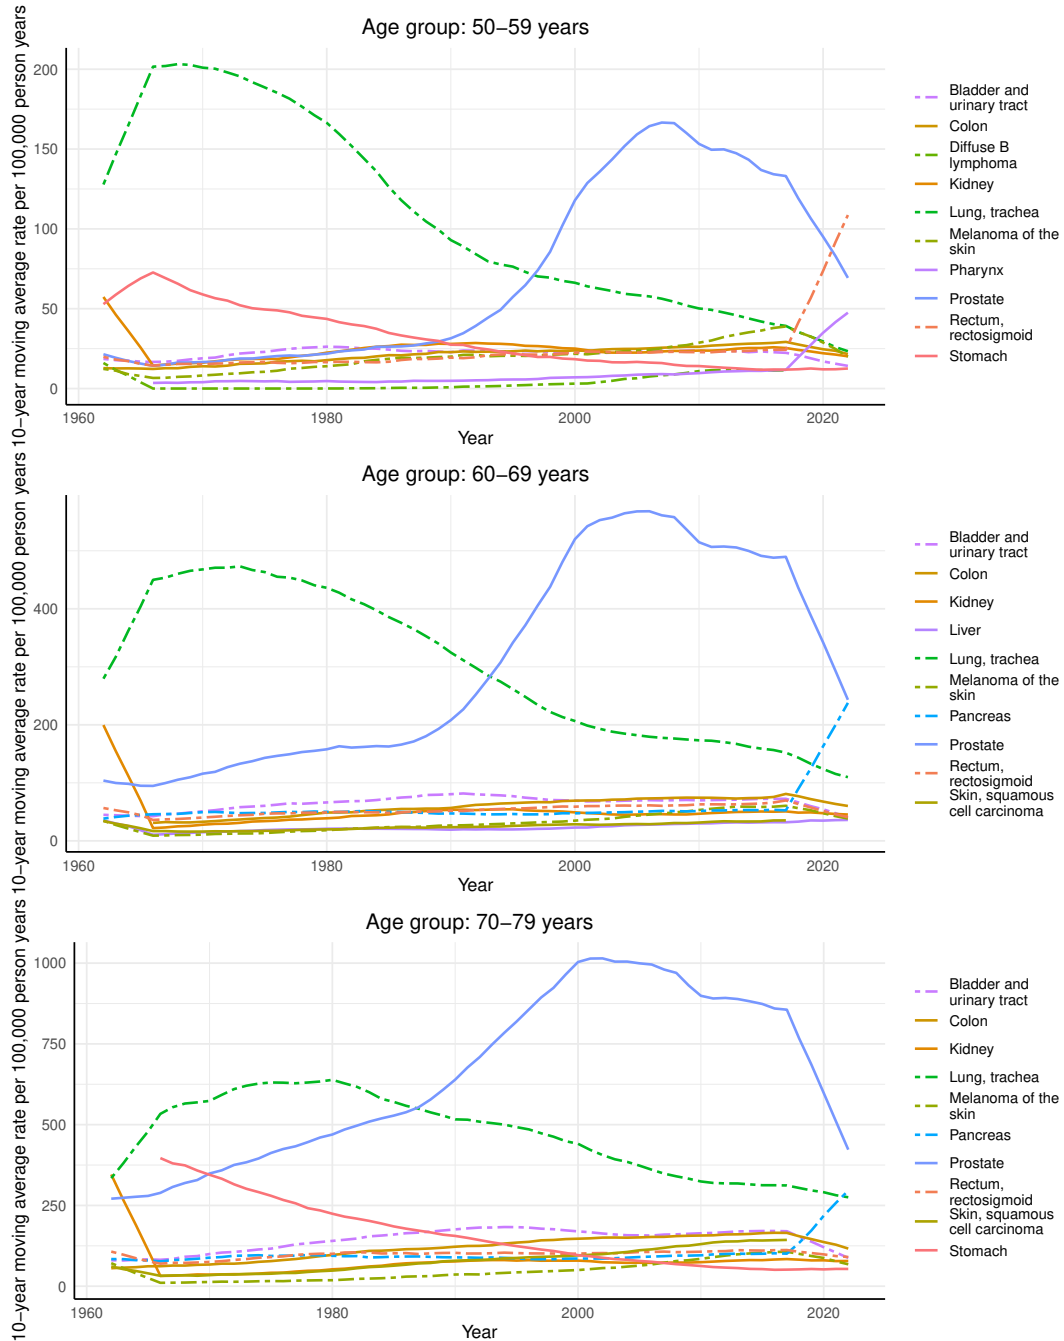 Age group: 50−59 years
10−year moving average rate per 100,000 person years
200
150
100
50
0
1960
1980
2000
2020
Year
Bladder and
urinary tract
Colon
Diffuse B
lymphoma
Kidney
Lung, trachea
Melanoma of the
skin
Pharynx
Prostate
Rectum,
rectosigmoid
Stomach
Age group: 60−69 years
10−year moving average rate per 100,000 person years
400
200
0
1960
1980
2000
2020
Year
Bladder and
urinary tract
Colon
Kidney
Liver
Lung, trachea
Melanoma of the
skin
Pancreas
Prostate
Rectum,
rectosigmoid
Skin, squamous
cell carcinoma
Age group: 70−79 years
10−year moving average rate per 100,000 person years
1000
750
500
250
0
1960
1980
2000
2020
Year
Bladder and
urinary tract
Colon
Kidney
Lung, trachea
Melanoma of the
skin
Pancreas
Prostate
Rectum,
rectosigmoid
Skin, squamous
cell carcinoma
Stomach